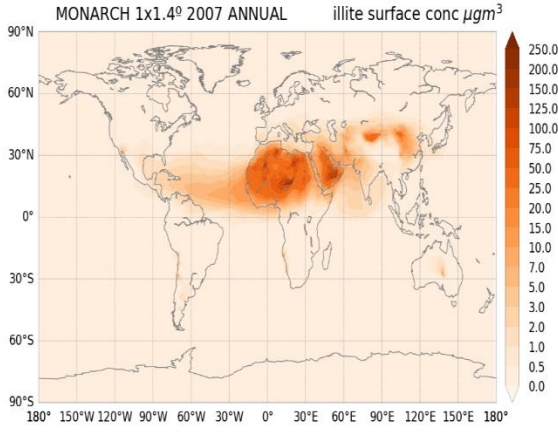 MONARCH 1x1.4º 2007 ANNUAL illite surface conc μgm³
90°N
60°N
30°N
0°
30°S
60°S
90°S
180° 150°W 120°W 90°W 60°W 30°W 0° 30°E 60°E 90°E 120°E 150°E 180°
250.0
200.0
150.0
125.0
100.0
75.0
50.0
25.0
20.0
15.0
10.0
7.0
5.0
3.0
2.0
1.0
0.5
0.0